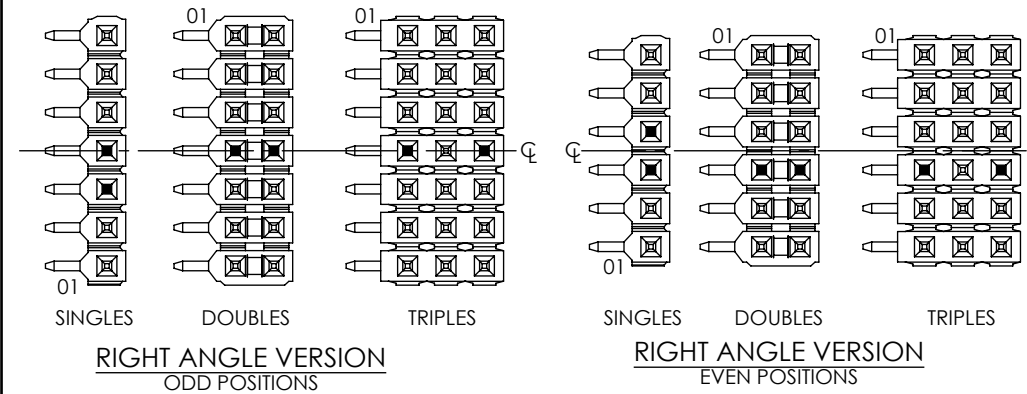 01
01
01
01
01
01
℄
℄
SINGLES
DOUBLES
TRIPLES
SINGLES
DOUBLES
TRIPLES
RIGHT ANGLE VERSION
ODD POSITIONS
RIGHT ANGLE VERSION
EVEN POSITIONS